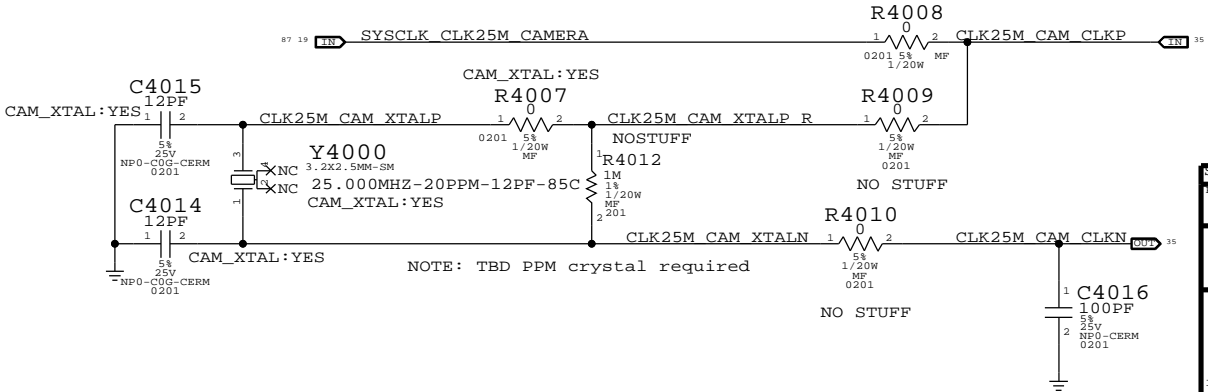 R4008
0
87 19 IN SYSCLK_CLK25M_CAMERA 1 2 CLK25M_CAM_CLKP IN 35
0201 5% MF
1/20W
CAM_XTAL:YES
C4015
12PF
R4007
0
R4009
0
CAM_XTAL:YES
1 2 CLK25M_CAM_XTALP 1 2 CLK25M_CAM_XTALP_R 1 2
5%
25V
NP0-C0G-CERM
0201
0201 5%
1/20W
MF
NOSTUFF
5%
1/20W
MF
0201
NO STUFF
Y4000
3.2X2.5MM-SM
3 4 NC
2 NC
1
25.000MHZ-20PPM-12PF-85C
CAM_XTAL:YES
1 R4012
1M
1%
1/20W
MF
2 201
C4014
12PF
R4010
0
1 2 CLK25M_CAM_XTALN 1 2 CLK25M_CAM_CLKN OUT 35
5%
25V
NP0-C0G-CERM
0201
CAM_XTAL:YES
NOTE: TBD PPM crystal required
5%
1/20W
MF
0201
NO STUFF
1 C4016
100PF
5%
25V
2 NP0-CERM
0201